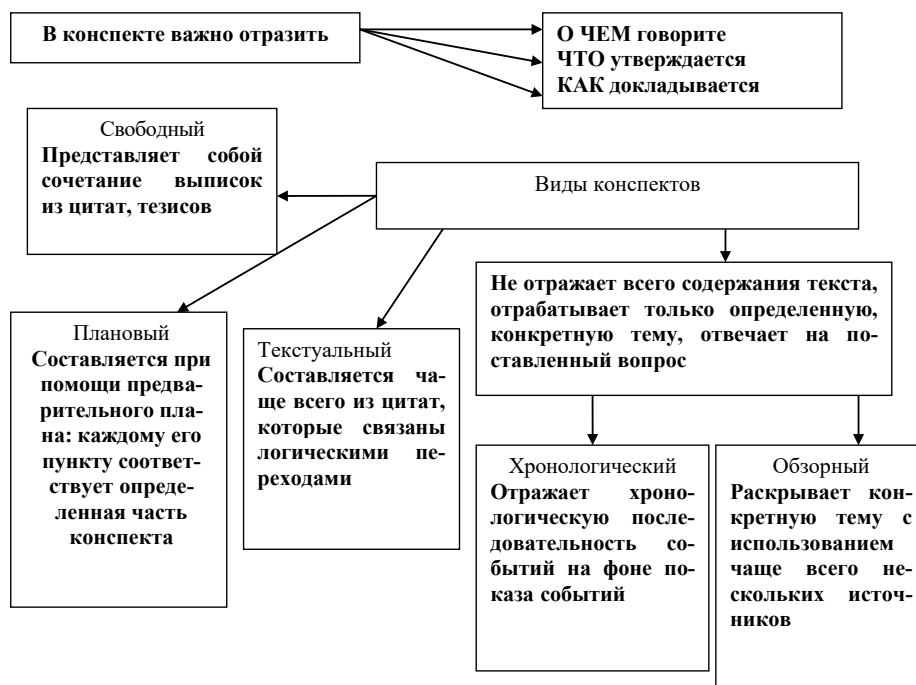 В конспекте важно отразить
О ЧЕМ говорите
ЧТО утверждается
КАК докладывается
Свободный
Представляет собой
сочетание выписок
из цитат, тезисов
Виды конспектов
Не отражает всего содержания текста,
отрабатывает только определенную,
конкретную тему, отвечает на по-
ставленный вопрос
Плановый
Составляется при
помощи предва-
рительного пла-
на: каждому его
пункту соответ-
ствует опреде-
ленная часть
конспекта
Текстуальный
Составляется ча-
ще всего из цитат,
которые связаны
логическими пе-
реходами
Хронологический
Отражает хроно-
логическую после-
довательность со-
бытий на фоне по-
каза событий
Обзорный
Раскрывает кон-
кретную тему с
использованием
чаще всего не-
скольких источ-
ников